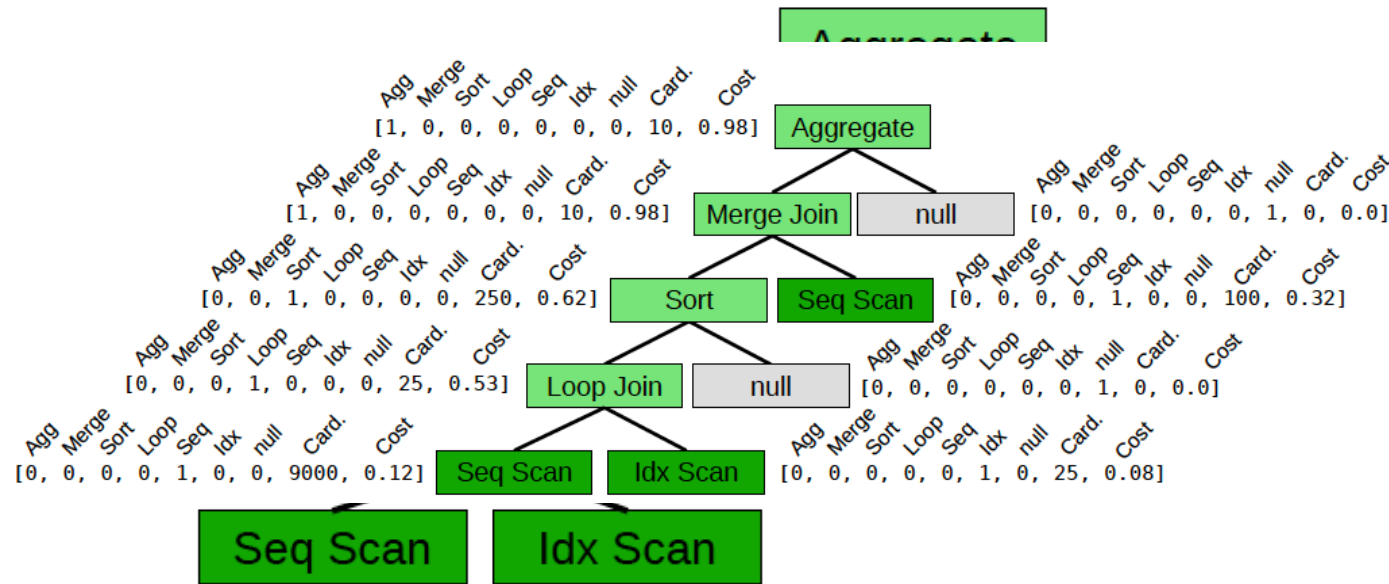 Aggregate
Agg Merge Sort Loop Seq Idx null Card. Cost
[1, 0, 0, 0, 0, 0, 0, 10, 0.98] Aggregate
Agg Merge Sort Loop Seq Idx null Card. Cost
[1, 0, 0, 0, 0, 0, 0, 10, 0.98] Merge Join
null
Agg Merge Sort Loop Seq Idx null Card. Cost
[0, 0, 0, 0, 0, 0, 1, 0, 0.0]
Agg Merge Sort Loop Seq Idx null Card. Cost
[0, 0, 1, 0, 0, 0, 0, 250, 0.62] Sort
Seq Scan
Agg Merge Sort Loop Seq Idx null Card. Cost
[0, 0, 0, 0, 1, 0, 0, 100, 0.32]
Agg Merge Sort Loop Seq Idx null Card. Cost
[0, 0, 0, 1, 0, 0, 0, 25, 0.53] Loop Join
null
Agg Merge Sort Loop Seq Idx null Card. Cost
[0, 0, 0, 0, 0, 0, 1, 0, 0.0]
Agg Merge Sort Loop Seq Idx null Card. Cost
[0, 0, 0, 0, 1, 0, 0, 9000, 0.12] Seq Scan
Idx Scan
Agg Merge Sort Loop Seq Idx null Card. Cost
[0, 0, 0, 0, 0, 1, 0, 25, 0.08]
Seq Scan
Idx Scan